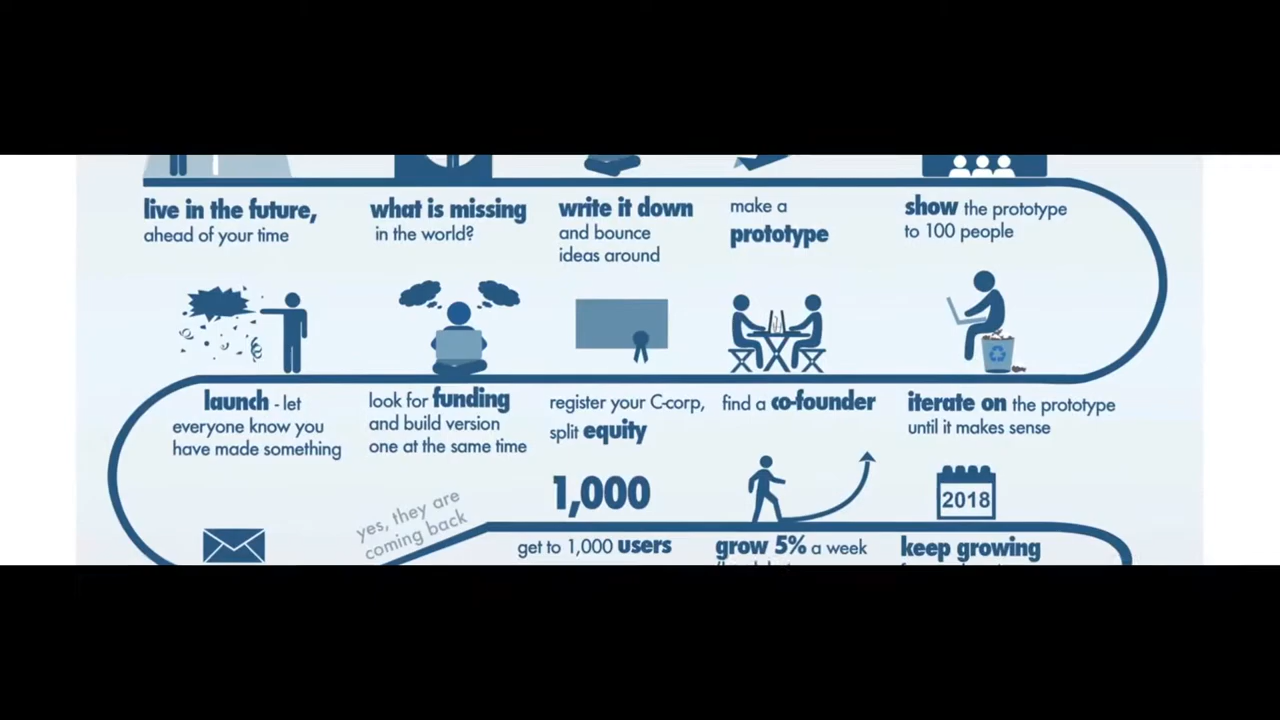 live in the future,
ahead of your time
what is missing
in the world?
write it down
and bounce
ideas around
make a
prototype
show the prototype
to 100 people
launch - let
everyone know you
have made something
look for funding
and build version
one at the same time
register your C-corp,
split equity
find a co-founder
iterate on the prototype
until it makes sense
yes, they are
coming back
1,000
get to 1,000 users
grow 5% a week
2018
keep growing